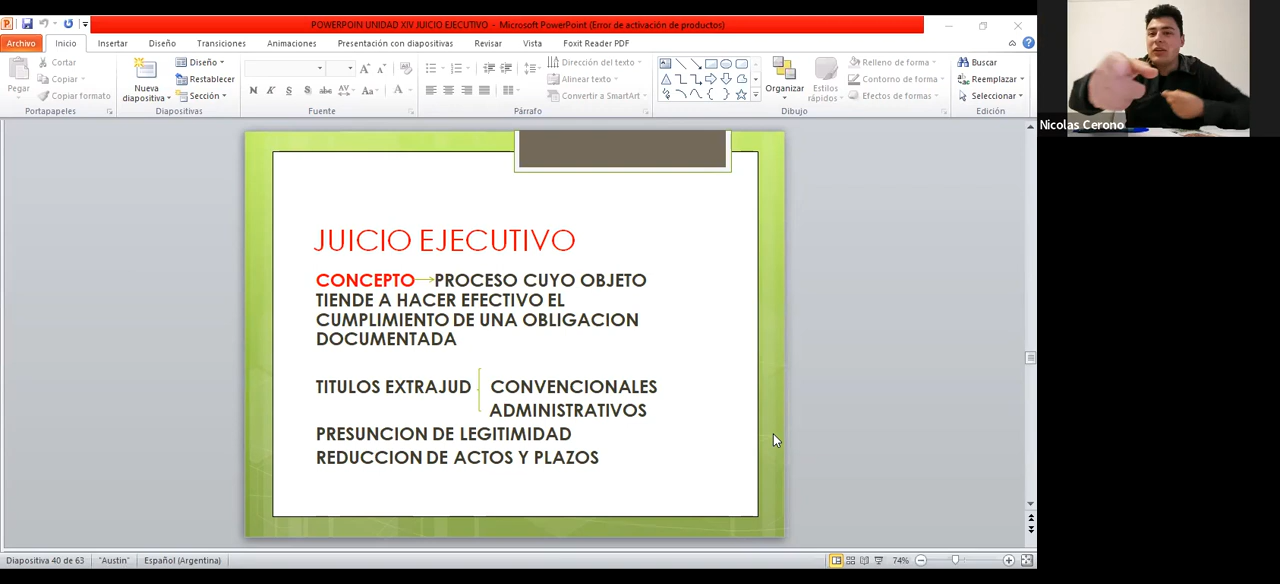 POWERPOIN UNIDAD XIV JUICIO EJECUTIVO - Microsoft PowerPoint (Error de activación de productos)
Archivo Inicio Insertar Diseño Transiciones Animaciones Presentación con diapositivas Revisar Vista Foxit Reader PDF
Pegar
Cortar
Copiar
Copiar formato
Portapapeles
Nueva
diapositiva
Diseño
Restablecer
Sección
Diapositivas
N K S S abc AV Aa A
Fuente
Dirección del texto
Alinear texto
Convertir a SmartArt
Párrafo
Organizar
Estilos
rápidos
Relleno de forma
Contorno de forma
Efectos de formas
Dibujo
Buscar
Reemplazar
Seleccionar
Edición
Nicolas Cerono
JUICIO EJECUTIVO
CONCEPTO PROCESO CUYO OBJETO
TIENDE A HACER EFECTIVO EL
CUMPLIMIENTO DE UNA OBLIGACION
DOCUMENTADA
TITULOS EXTRAJUD CONVENCIONALES
ADMINISTRATIVOS
PRESUNCION DE LEGITIMIDAD
REDUCCION DE ACTOS Y PLAZOS
Diapositiva 40 de 63 "Austin" Español (Argentina) 74%